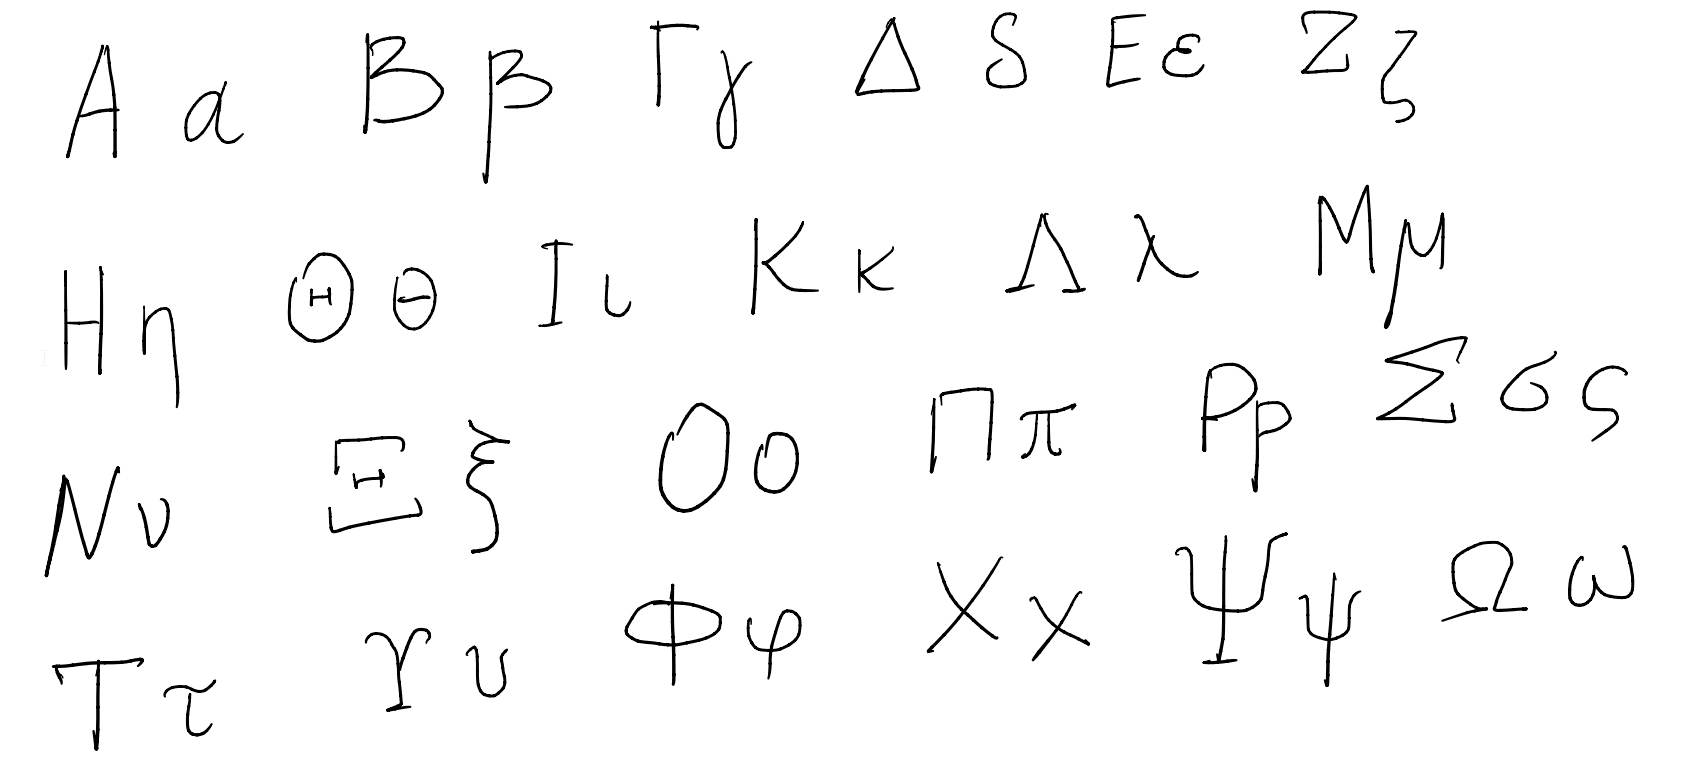 Α α Β β Γ γ Δ δ Ε ε Ζ ζ
Η η Θ θ Ι ι Κ κ Λ λ Μ μ
Ν ν Ξ ξ Ο ο Π π Ρ ρ Σ σ ς
Τ τ ϒ υ Φ φ Χ χ Ψ ψ Ω ω